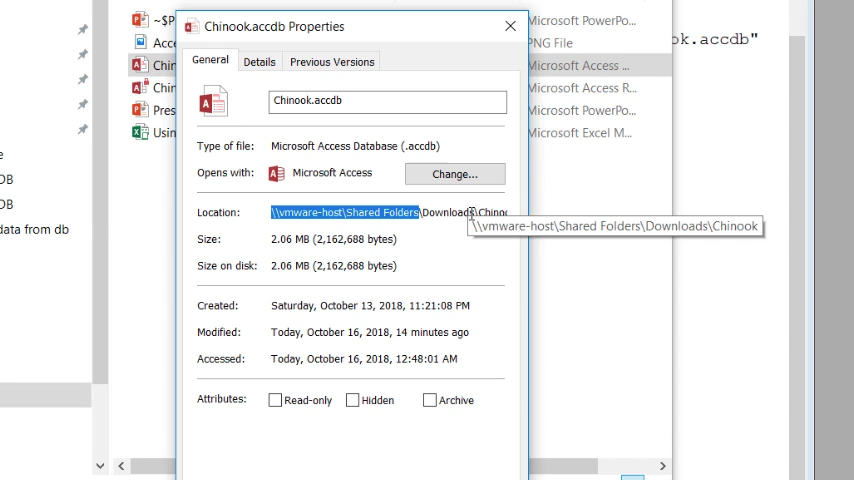 Chinook.accdb Properties
General
Details
Previous Versions
Chinook.accdb
Type of file:
Microsoft Access Database (.accdb)
Opens with:
Microsoft Access
Change...
Location:
\\vmware-host\Shared Folders\Downloads\Chinoo
\\vmware-host\Shared Folders\Downloads\Chinook
Size:
2.06 MB (2,162,688 bytes)
Size on disk:
2.06 MB (2,162,688 bytes)
Created:
Saturday, October 13, 2018, 11:21:08 PM
Modified:
Today, October 16, 2018, 14 minutes ago
Accessed:
Today, October 16, 2018, 12:48:01 AM
Attributes:
Read-only
Hidden
Archive
~$P
Acce
Chin
Chin
Pres
Usin
Microsoft PowerPo...
PNG File
Microsoft Access ...
Microsoft Access R...
Microsoft PowerPo...
Microsoft Excel M...
ok.accdb"
e
DB
DB
data from db